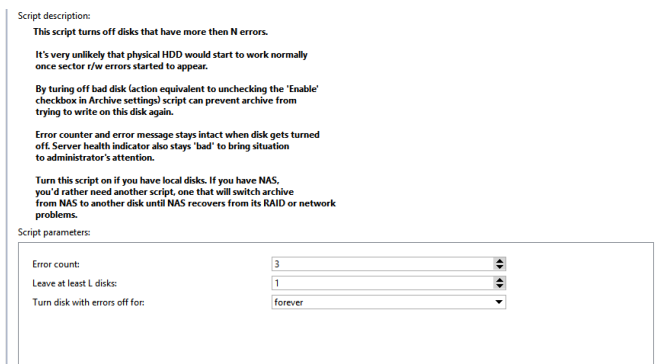 Script description:
This script turns off disks that have more then N errors.
It's very unlikely that physical HDD would start to work normally
once sector r/w errors started to appear.
By turing off bad disk (action equivalent to unchecking the 'Enable'
checkbox in Archive settings) script can prevent archive from
trying to write on this disk again.
Error counter and error message stays intact when disk gets turned
off. Server health indicator also stays 'bad' to bring situation
to administrator's attention.
Turn this script on if you have local disks. If you have NAS,
you'd rather need another script, one that will switch archive
from NAS to another disk until NAS recovers from its RAID or network
problems.
Script parameters:
Error count: 3
Leave at least L disks: 1
Turn disk with errors off for: forever